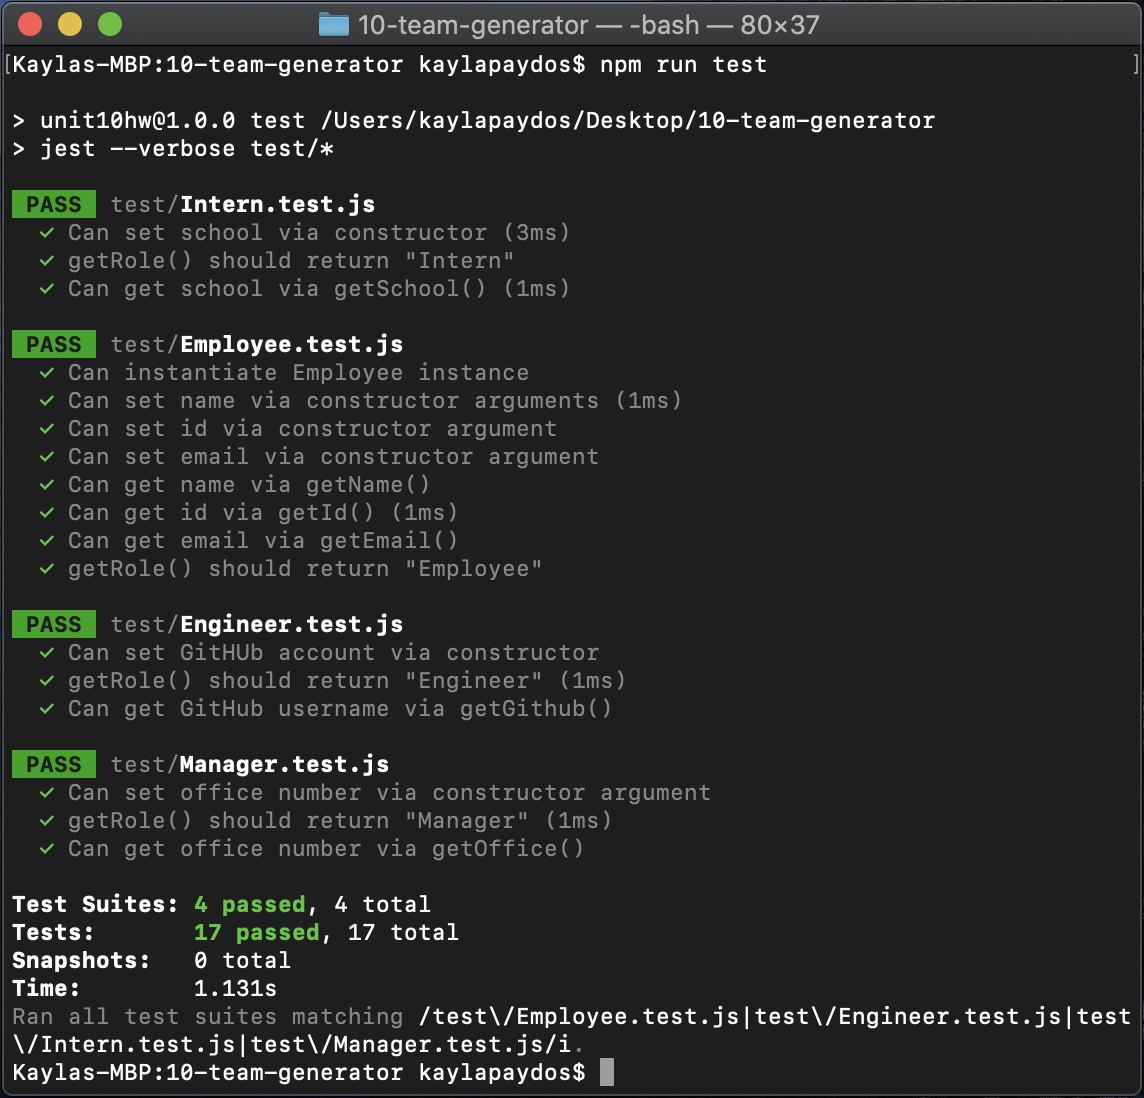 10-team-generator — -bash — 80×37
[Kaylas-MBP:10-team-generator kaylapaydos$ npm run test ]
> unit10hw@1.0.0 test /Users/kaylapaydos/Desktop/10-team-generator
> jest --verbose test/*
PASS test/Intern.test.js
✓ Can set school via constructor (3ms)
✓ getRole() should return "Intern"
✓ Can get school via getSchool() (1ms)
PASS test/Employee.test.js
✓ Can instantiate Employee instance
✓ Can set name via constructor arguments (1ms)
✓ Can set id via constructor argument
✓ Can set email via constructor argument
✓ Can get name via getName()
✓ Can get id via getId() (1ms)
✓ Can get email via getEmail()
✓ getRole() should return "Employee"
PASS test/Engineer.test.js
✓ Can set GitHUb account via constructor
✓ getRole() should return "Engineer" (1ms)
✓ Can get GitHub username via getGithub()
PASS test/Manager.test.js
✓ Can set office number via constructor argument
✓ getRole() should return "Manager" (1ms)
✓ Can get office number via getOffice()
Test Suites: 4 passed, 4 total
Tests: 17 passed, 17 total
Snapshots: 0 total
Time: 1.131s
Ran all test suites matching /test\/Employee.test.js|test\/Engineer.test.js|test
\/Intern.test.js|test\/Manager.test.js/i.
Kaylas-MBP:10-team-generator kaylapaydos$